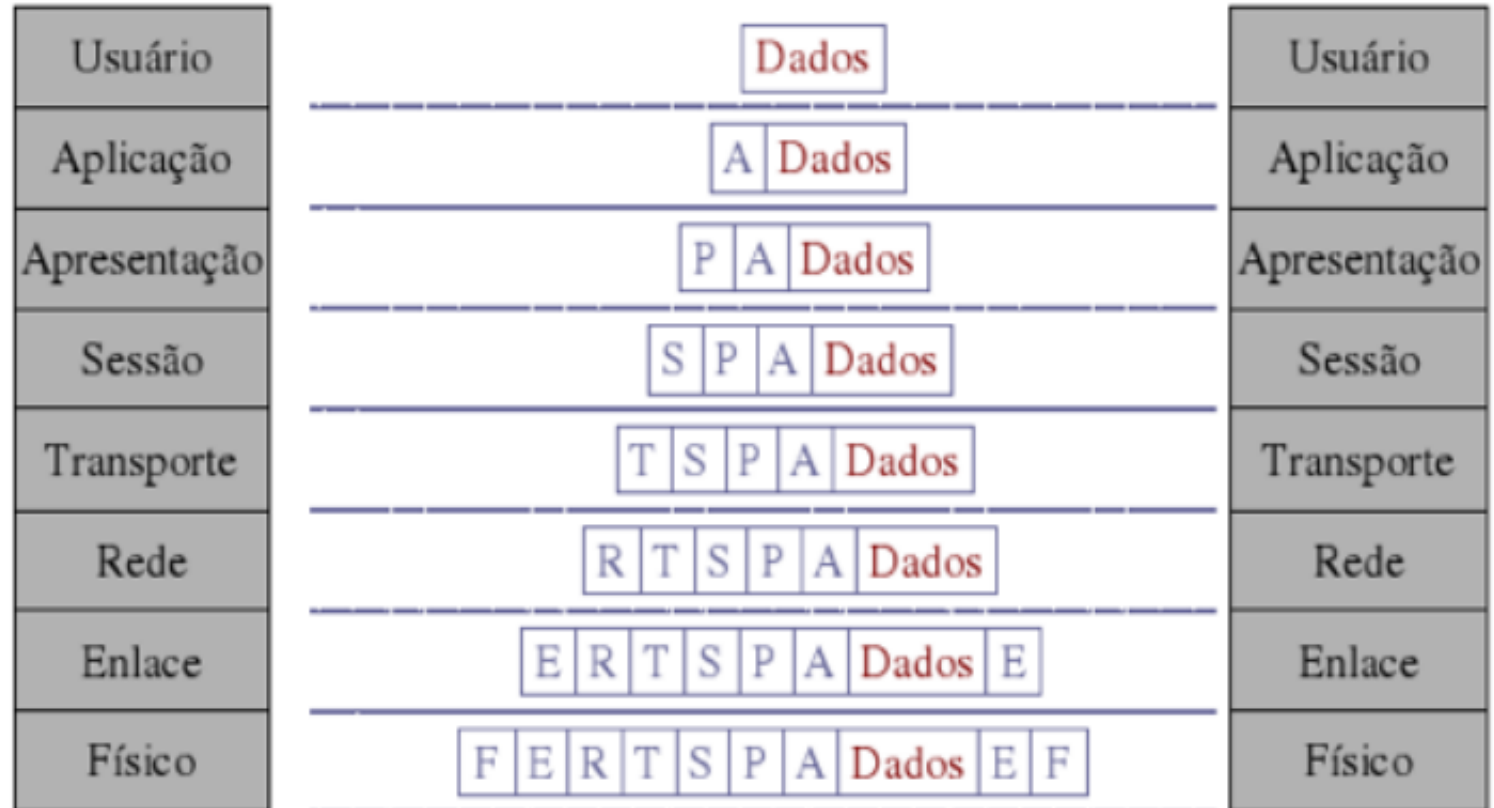 Usuário Dados Usuário
Aplicação A Dados Aplicação
Apresentação P A Dados Apresentação
Sessão S P A Dados Sessão
Transporte T S P A Dados Transporte
Rede R T S P A Dados Rede
Enlace E R T S P A Dados E Enlace
Físico F E R T S P A Dados E F Físico